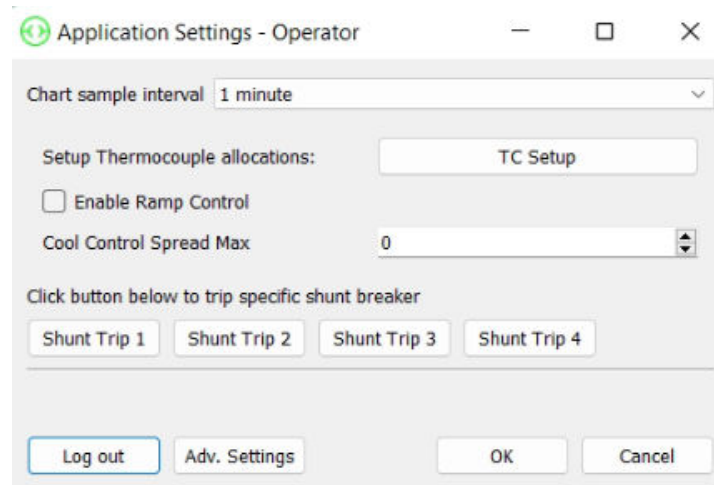 Application Settings - Operator
Chart sample interval 1 minute
Setup Thermocouple allocations: TC Setup
Enable Ramp Control
Cool Control Spread Max 0
Click button below to trip specific shunt breaker
Shunt Trip 1 Shunt Trip 2 Shunt Trip 3 Shunt Trip 4
Log out Adv. Settings OK Cancel